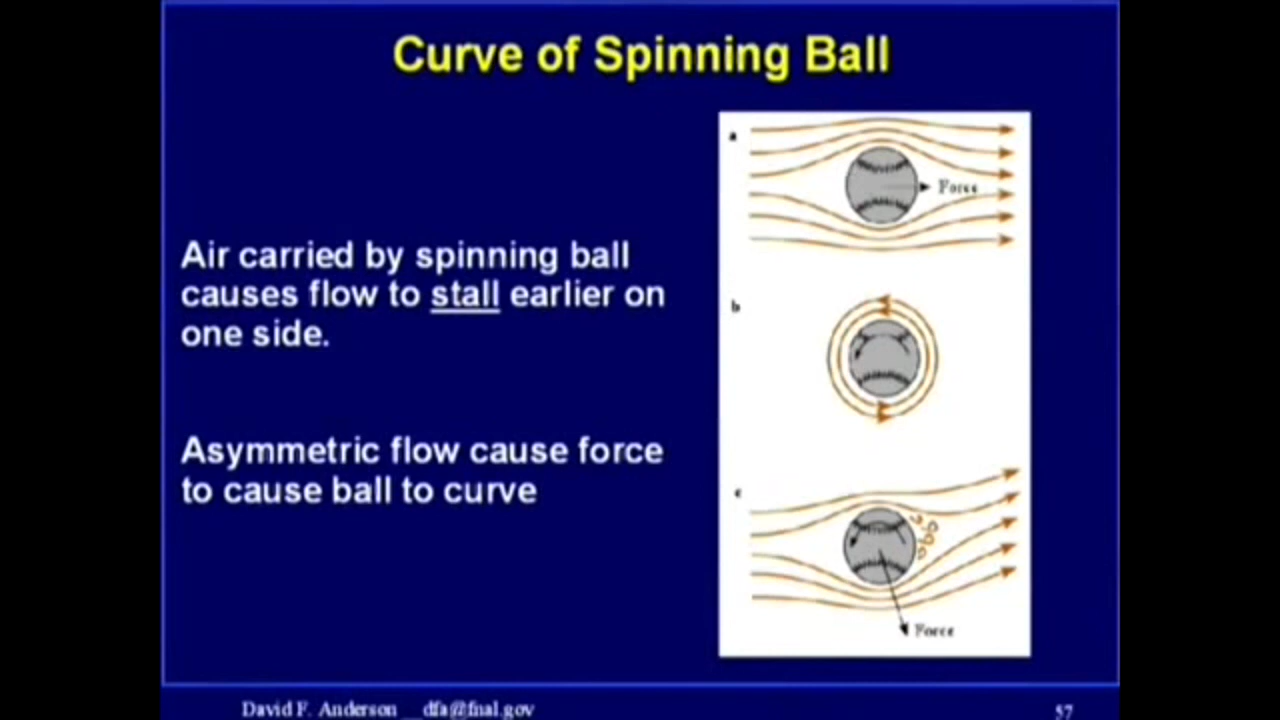 Curve of Spinning Ball
Air carried by spinning ball
causes flow to stall earlier on
one side.
Asymmetric flow cause force
to cause ball to curve
a
Force
b
c
Force
David F. Anderson __dfa@fnal.gov
57